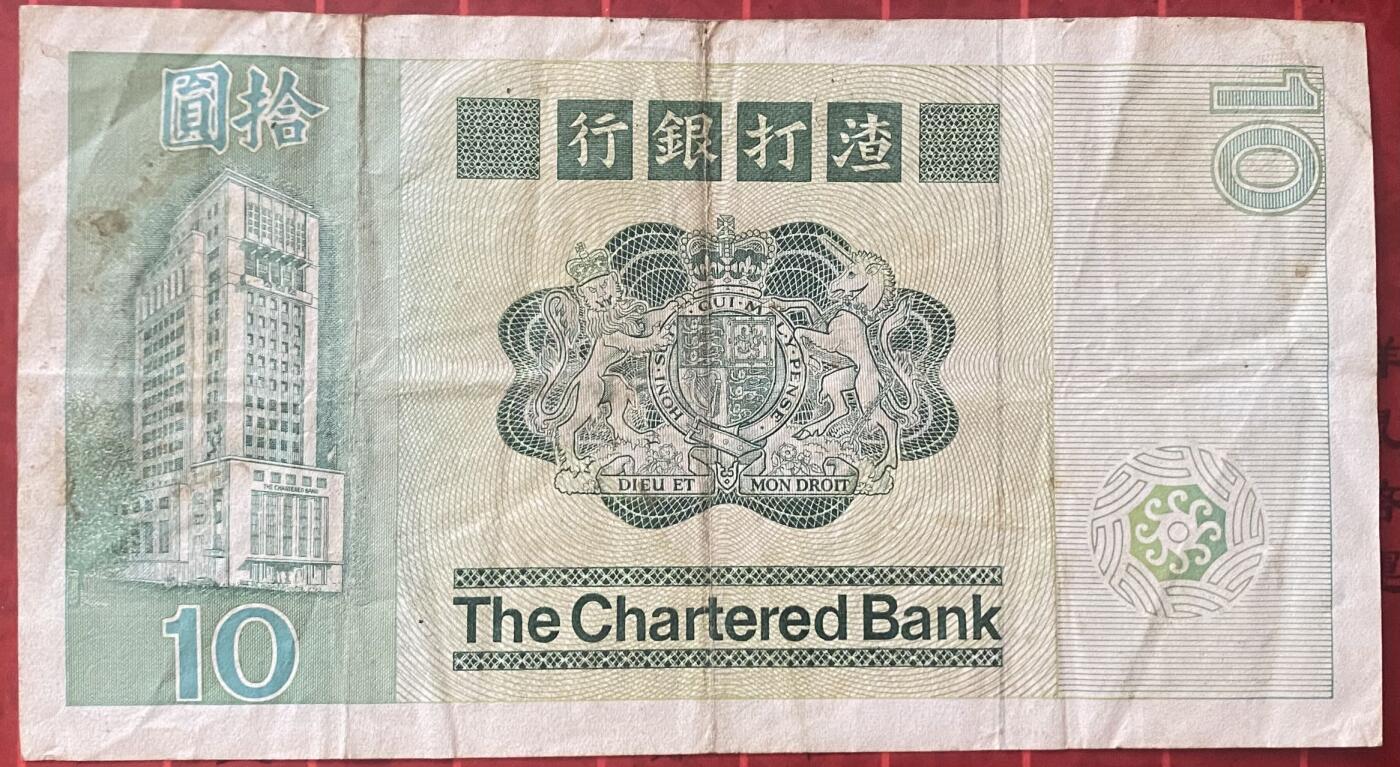 圓拾
行銀打渣
10
HONI · SOIT · QUI · MAL · Y · PENSE
DIEU ET MON DROIT
THE CHARTERED BANK
10
The Chartered Bank